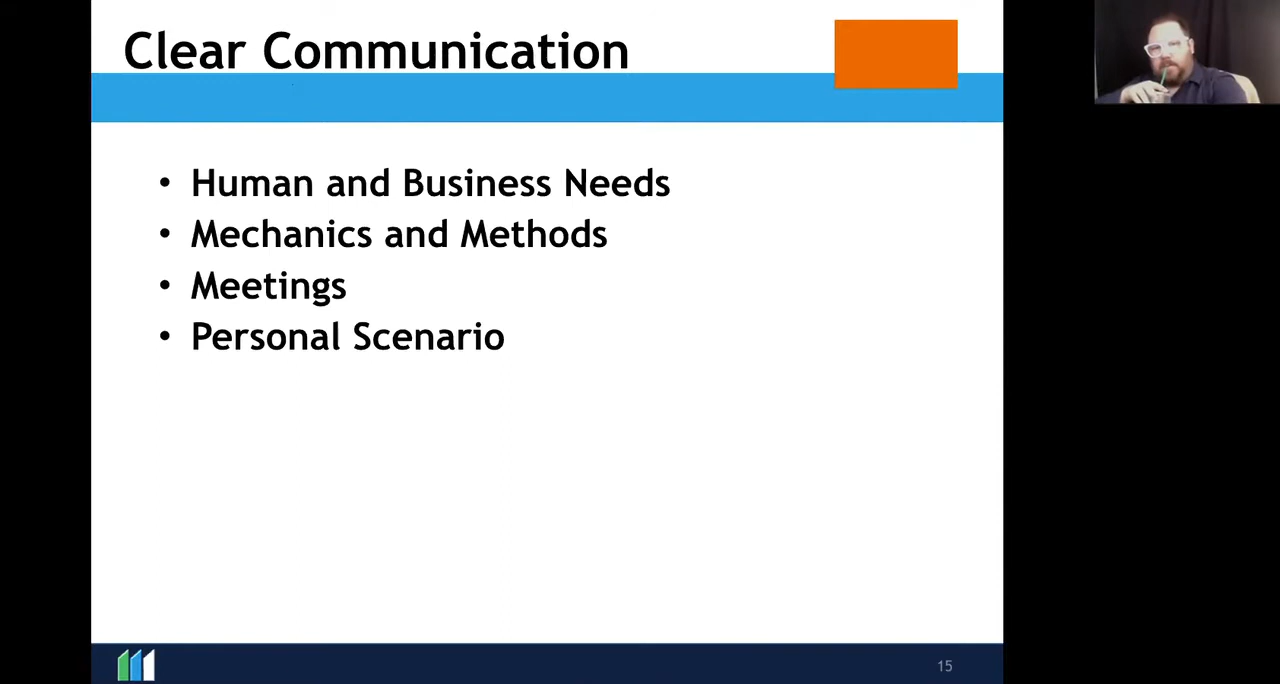 Clear Communication
• Human and Business Needs
• Mechanics and Methods
• Meetings
• Personal Scenario
15